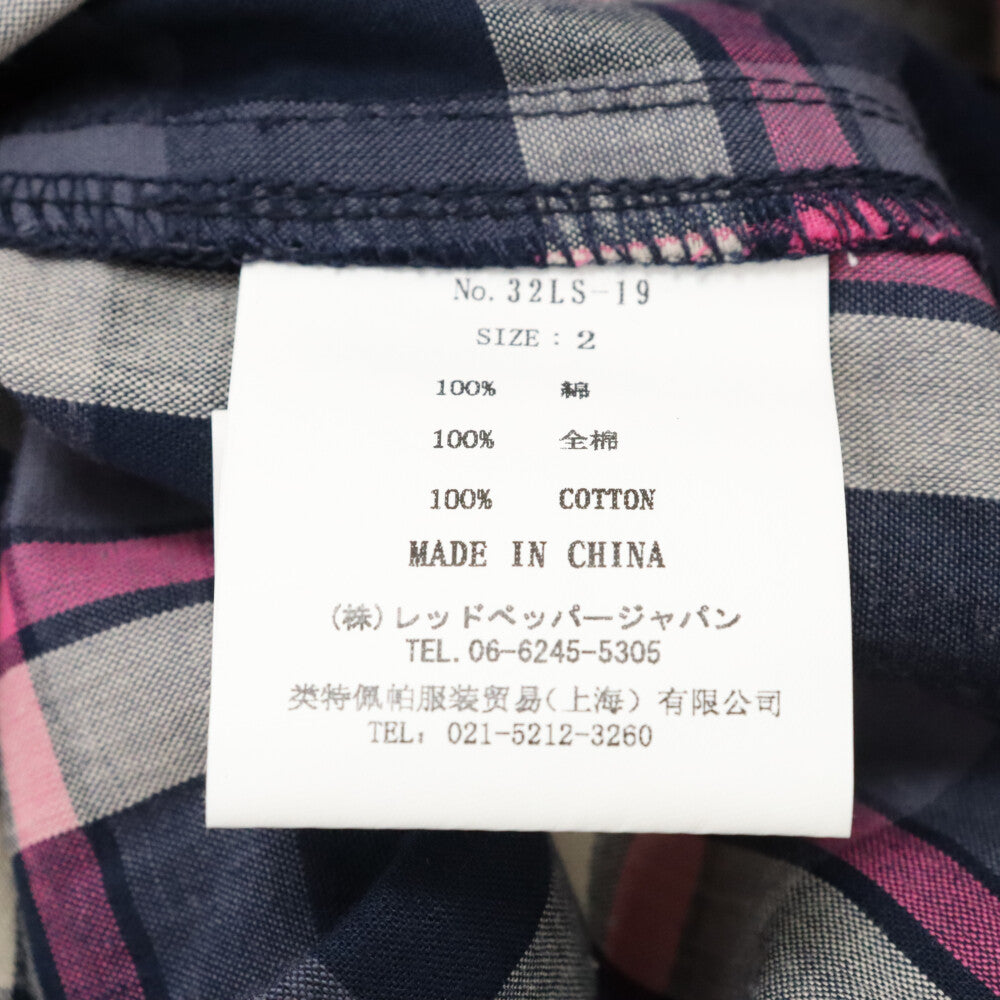 No. 32LS-19
SIZE : 2
100% 綿
100% 全棉
100% COTTON
MADE IN CHINA
(株)レッドペッパージャパン
TEL. 06-6245-5305
类特佩帕服装贸易(上海)有限公司
TEL: 021-5212-3260